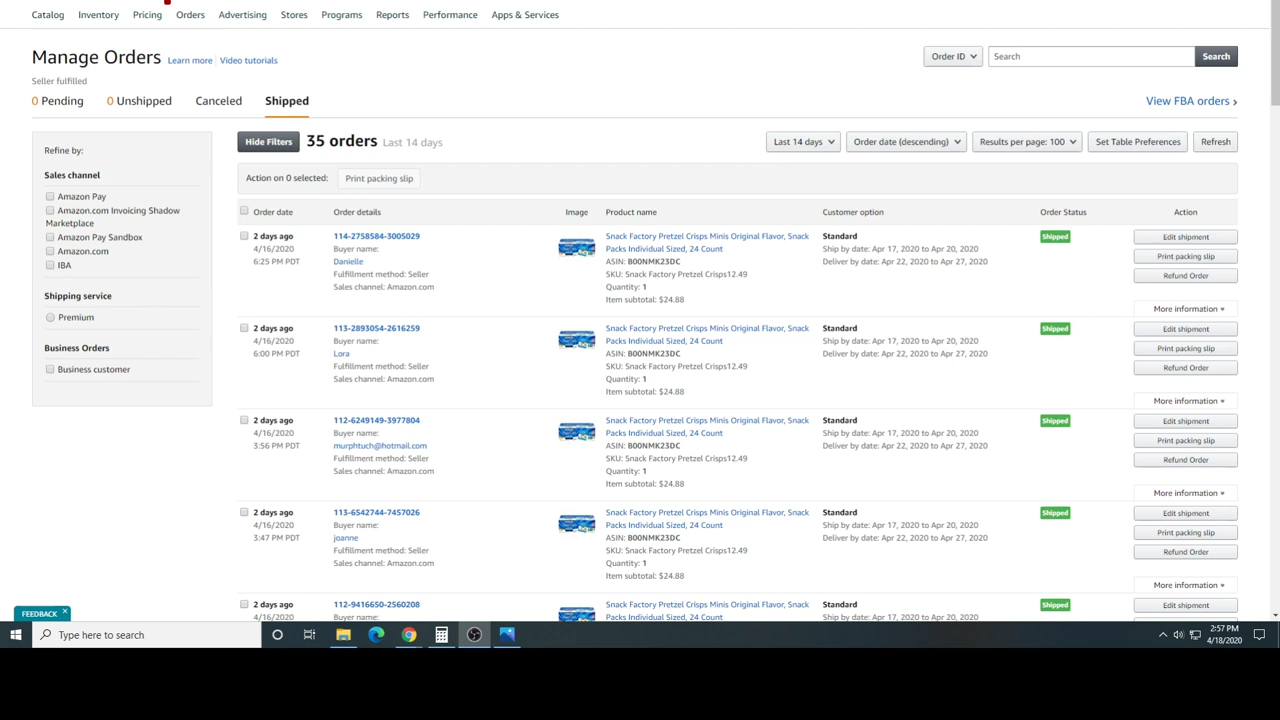 Catalog Inventory Pricing Orders Advertising Stores Programs Reports Performance Apps & Services
Manage Orders Learn more Video tutorials Order ID Search Search
Seller fulfilled
0 Pending 0 Unshipped Canceled Shipped View FBA orders
Refine by:
Sales channel
Amazon Pay
Amazon.com Invoicing Shadow
Marketplace
Amazon Pay Sandbox
Amazon.com
IBA
Shipping service
Premium
Business Orders
Business customer
Hide Filters 35 orders Last 14 days Last 14 days Order date (descending) Results per page: 100 Set Table Preferences Refresh
Action on 0 selected: Print packing slip
Order date Order details Image Product name Customer option Order Status Action
2 days ago 114-2758584-3005029 Snack Factory Pretzel Crisps Minis Original Flavor, Snack Standard Shipped Edit shipment
4/16/2020 Buyer name: Packs Individual Sized, 24 Count Ship by date: Apr 17, 2020 to Apr 20, 2020 Print packing slip
6:25 PM PDT Danielle ASIN: B00NMK23DC Deliver by date: Apr 22, 2020 to Apr 27, 2020
Fulfillment method: Seller SKU: Snack Factory Pretzel Crisps12.49 Refund Order
Sales channel: Amazon.com Quantity: 1
Item subtotal: $24.88
More information
2 days ago 113-2893054-2616259 Snack Factory Pretzel Crisps Minis Original Flavor, Snack Standard Shipped Edit shipment
4/16/2020 Buyer name: Packs Individual Sized, 24 Count Ship by date: Apr 17, 2020 to Apr 20, 2020 Print packing slip
6:00 PM PDT Lora ASIN: B00NMK23DC Deliver by date: Apr 22, 2020 to Apr 27, 2020
Fulfillment method: Seller SKU: Snack Factory Pretzel Crisps12.49 Refund Order
Sales channel: Amazon.com Quantity: 1
Item subtotal: $24.88
More information
2 days ago 112-6249149-3977804 Snack Factory Pretzel Crisps Minis Original Flavor, Snack Standard Shipped Edit shipment
4/16/2020 Buyer name: Packs Individual Sized, 24 Count Ship by date: Apr 17, 2020 to Apr 20, 2020 Print packing slip
3:56 PM PDT murphtuch@hotmail.com ASIN: B00NMK23DC Deliver by date: Apr 22, 2020 to Apr 27, 2020
Fulfillment method: Seller SKU: Snack Factory Pretzel Crisps12.49 Refund Order
Sales channel: Amazon.com Quantity: 1
Item subtotal: $24.88
More information
2 days ago 113-6542744-7457026 Snack Factory Pretzel Crisps Minis Original Flavor, Snack Standard Shipped Edit shipment
4/16/2020 Buyer name: Packs Individual Sized, 24 Count Ship by date: Apr 17, 2020 to Apr 20, 2020 Print packing slip
3:47 PM PDT joanne ASIN: B00NMK23DC Deliver by date: Apr 22, 2020 to Apr 27, 2020
Fulfillment method: Seller SKU: Snack Factory Pretzel Crisps12.49 Refund Order
Sales channel: Amazon.com Quantity: 1
Item subtotal: $24.88
More information
2 days ago 112-9416650-2560208 Snack Factory Pretzel Crisps Minis Original Flavor, Snack Standard Shipped Edit shipment
4/16/2020 Buyer name: Packs Individual Sized, 24 Count Ship by date: Apr 17, 2020 to Apr 20, 2020
FEEDBACK
Type here to search
2:57 PM
4/18/2020